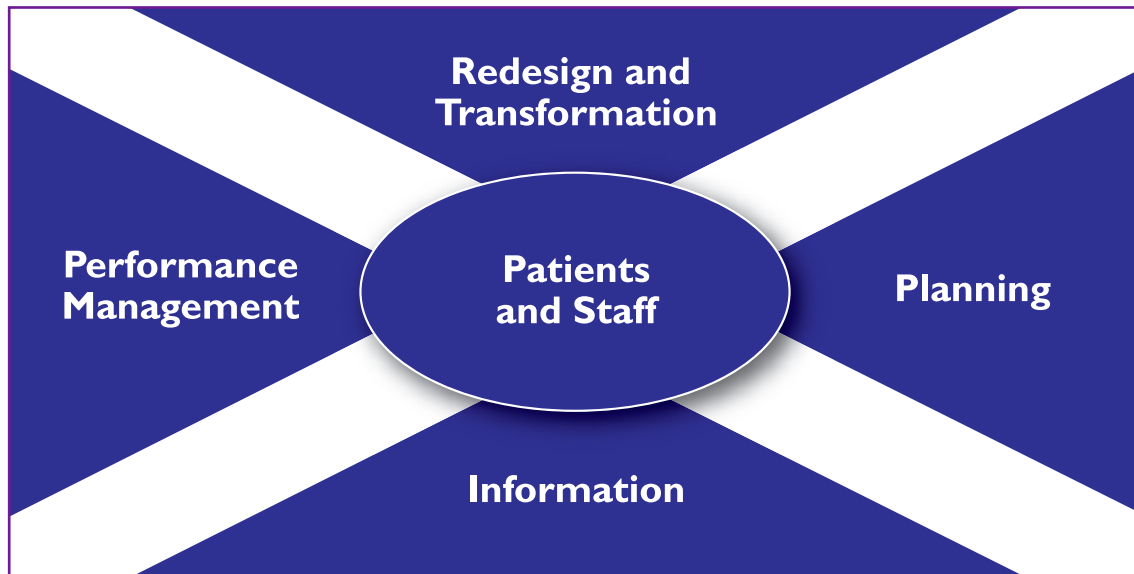 Redesign and
Transformation
Performance
Management
Patients
and Staff
Planning
Information